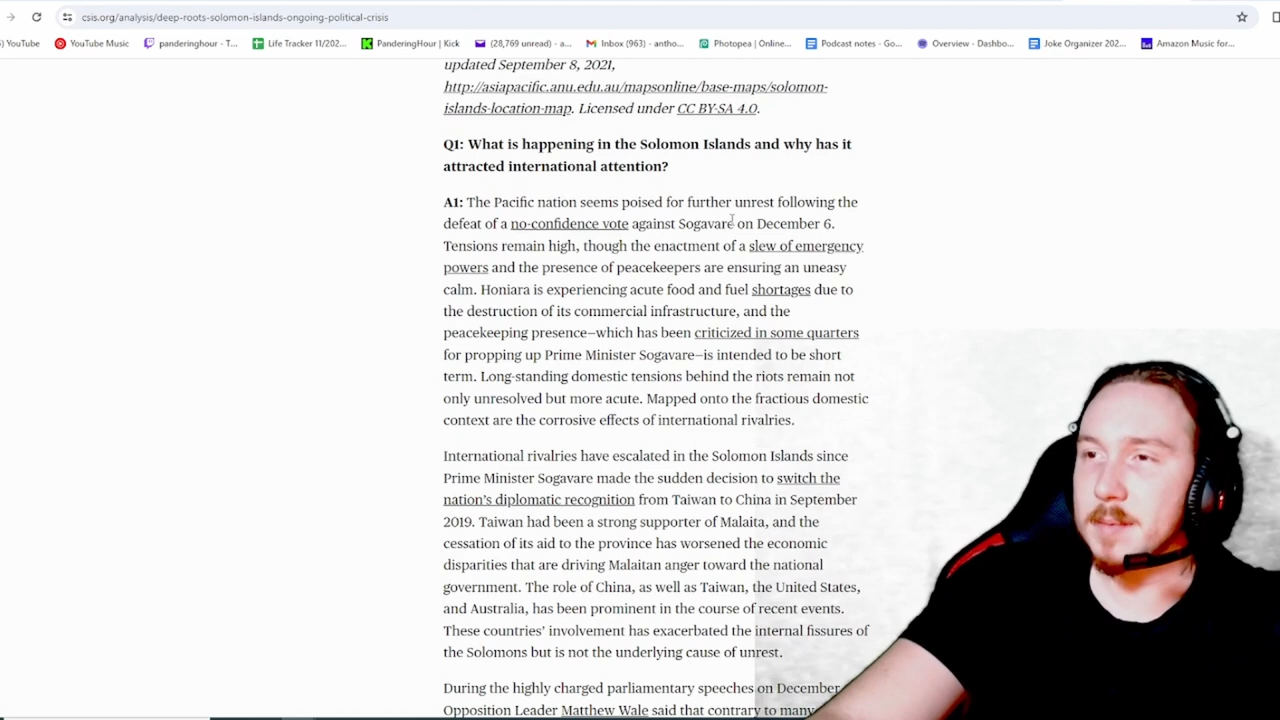 csis.org/analysis/deep-roots-solomon-islands-ongoing-political-crisis
) YouTube YouTube Music panderinghour - T... Life Tracker 11/202... PanderingHour | Kick (28,769 unread) - a... Inbox (963) - antho... Photopea | Online... Podcast notes - Go... Overview - Dashbo... Joke Organizer 202... Amazon Music for...
updated September 8, 2021,
http://asiapacific.anu.edu.au/mapsonline/base-maps/solomon-
islands-location-map. Licensed under CC BY-SA 4.0.
Q1: What is happening in the Solomon Islands and why has it
attracted international attention?
A1: The Pacific nation seems poised for further unrest following the
defeat of a no-confidence vote against Sogavare on December 6.
Tensions remain high, though the enactment of a slew of emergency
powers and the presence of peacekeepers are ensuring an uneasy
calm. Honiara is experiencing acute food and fuel shortages due to
the destruction of its commercial infrastructure, and the
peacekeeping presence—which has been criticized in some quarters
for propping up Prime Minister Sogavare—is intended to be short
term. Long-standing domestic tensions behind the riots remain not
only unresolved but more acute. Mapped onto the fractious domestic
context are the corrosive effects of international rivalries.
International rivalries have escalated in the Solomon Islands since
Prime Minister Sogavare made the sudden decision to switch the
nation's diplomatic recognition from Taiwan to China in September
2019. Taiwan had been a strong supporter of Malaita, and the
cessation of its aid to the province has worsened the economic
disparities that are driving Malaitan anger toward the national
government. The role of China, as well as Taiwan, the United States,
and Australia, has been prominent in the course of recent events.
These countries' involvement has exacerbated the internal fissures of
the Solomons but is not the underlying cause of unrest.
During the highly charged parliamentary speeches on December
Opposition Leader Matthew Wale said that contrary to many